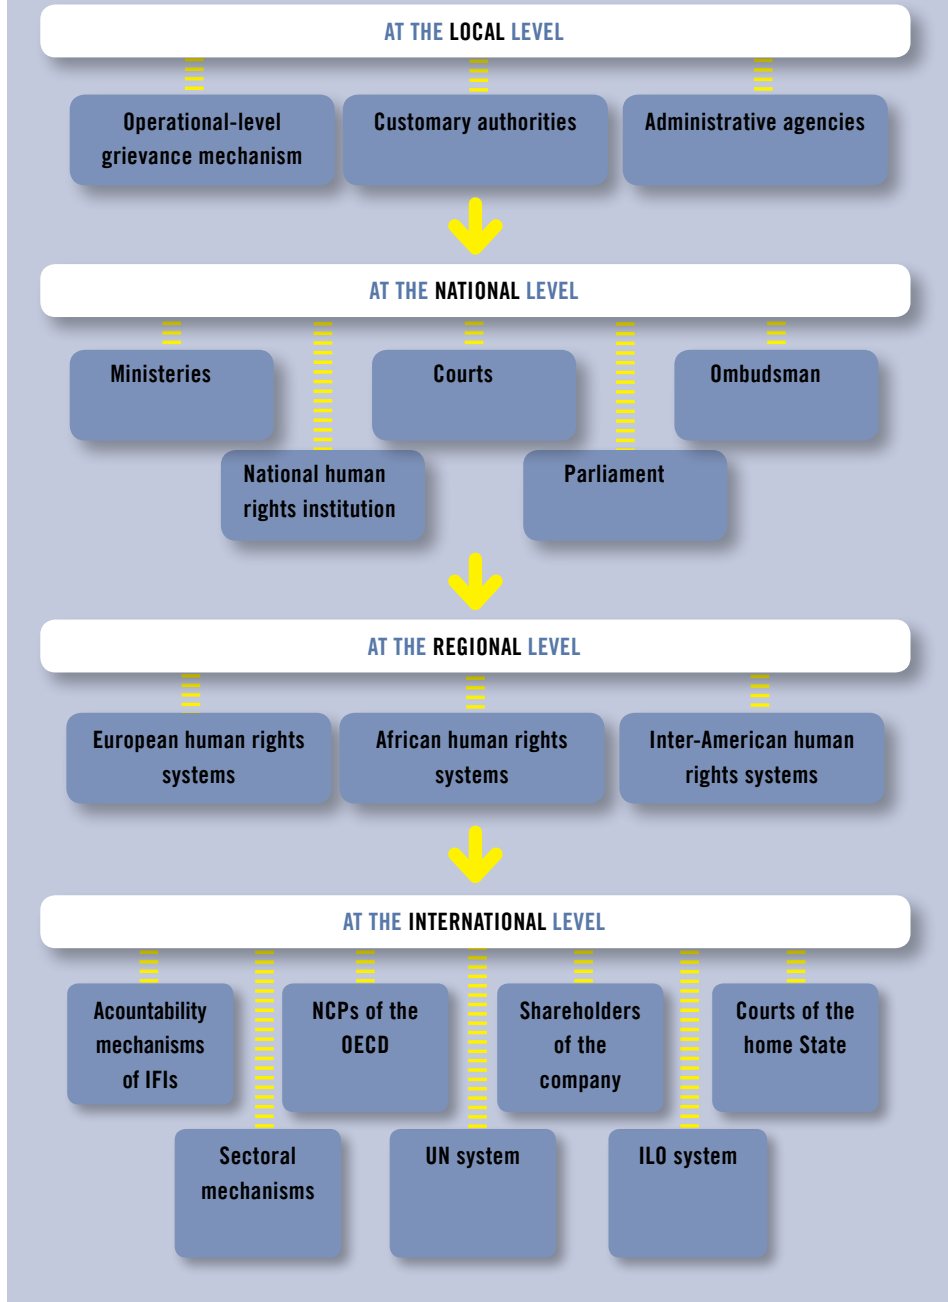 AT THE LOCAL LEVEL
Operational-level
grievance mechanism
Customary authorities
Administrative agencies
AT THE NATIONAL LEVEL
Ministeries
Courts
Ombudsman
National human
rights institution
Parliament
AT THE REGIONAL LEVEL
European human rights
systems
African human rights
systems
Inter-American human
rights systems
AT THE INTERNATIONAL LEVEL
Acountability
mechanisms
of IFIs
NCPs of the
OECD
Shareholders
of the
company
Courts of the
home State
Sectoral
mechanisms
UN system
ILO system